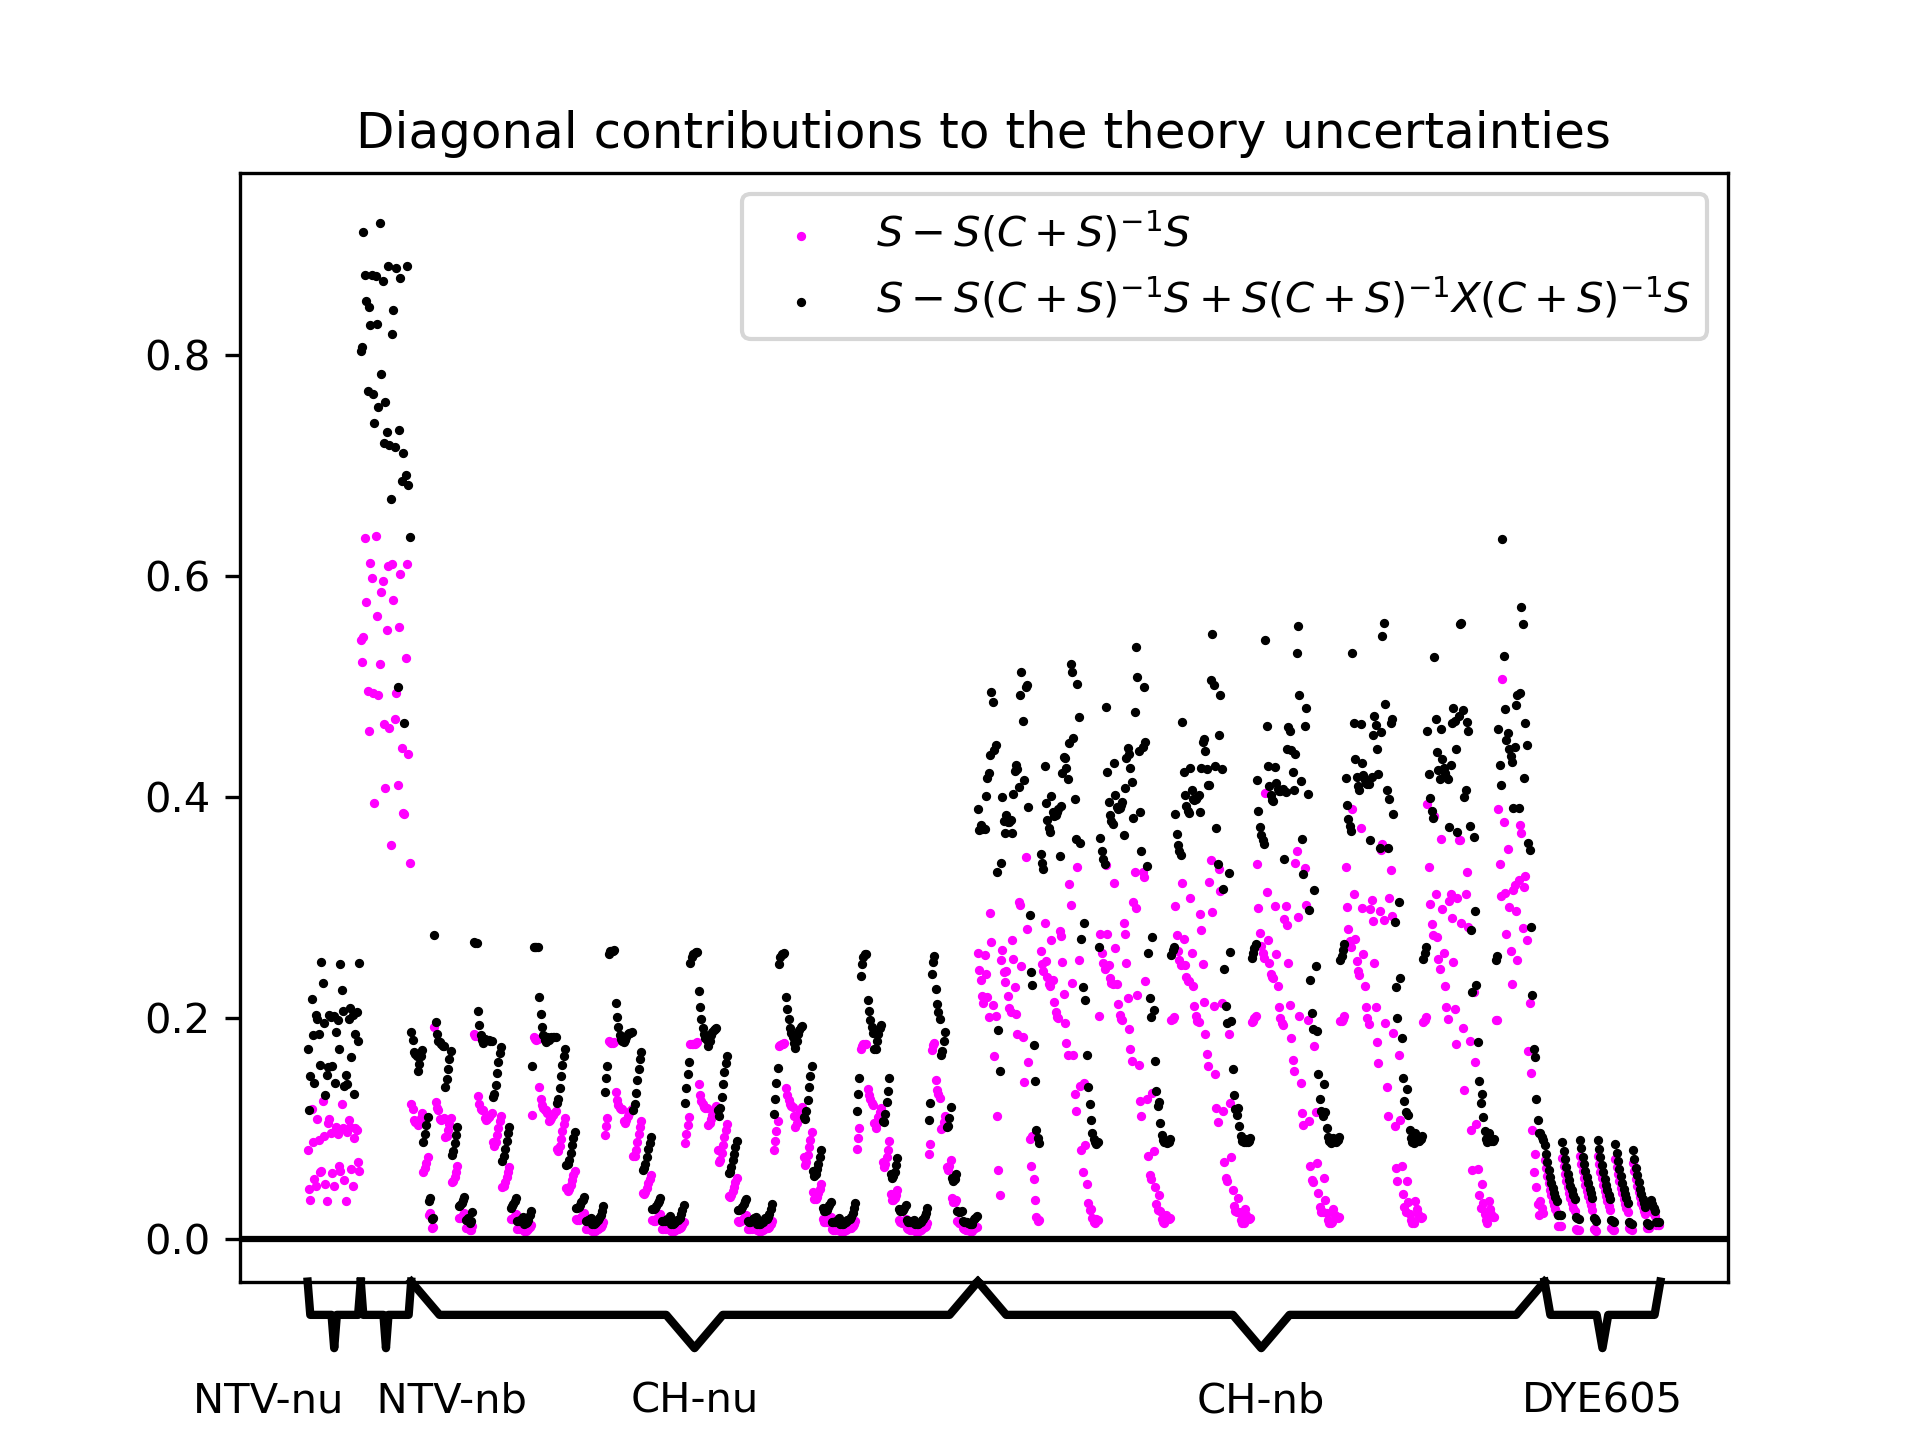 Diagonal contributions to the theory uncertainties
S − S(C + S)⁻¹S
S − S(C + S)⁻¹S + S(C + S)⁻¹X(C + S)⁻¹S
0.8
0.6
0.4
0.2
0.0
NTV-nu NTV-nb CH-nu CH-nb DYE605